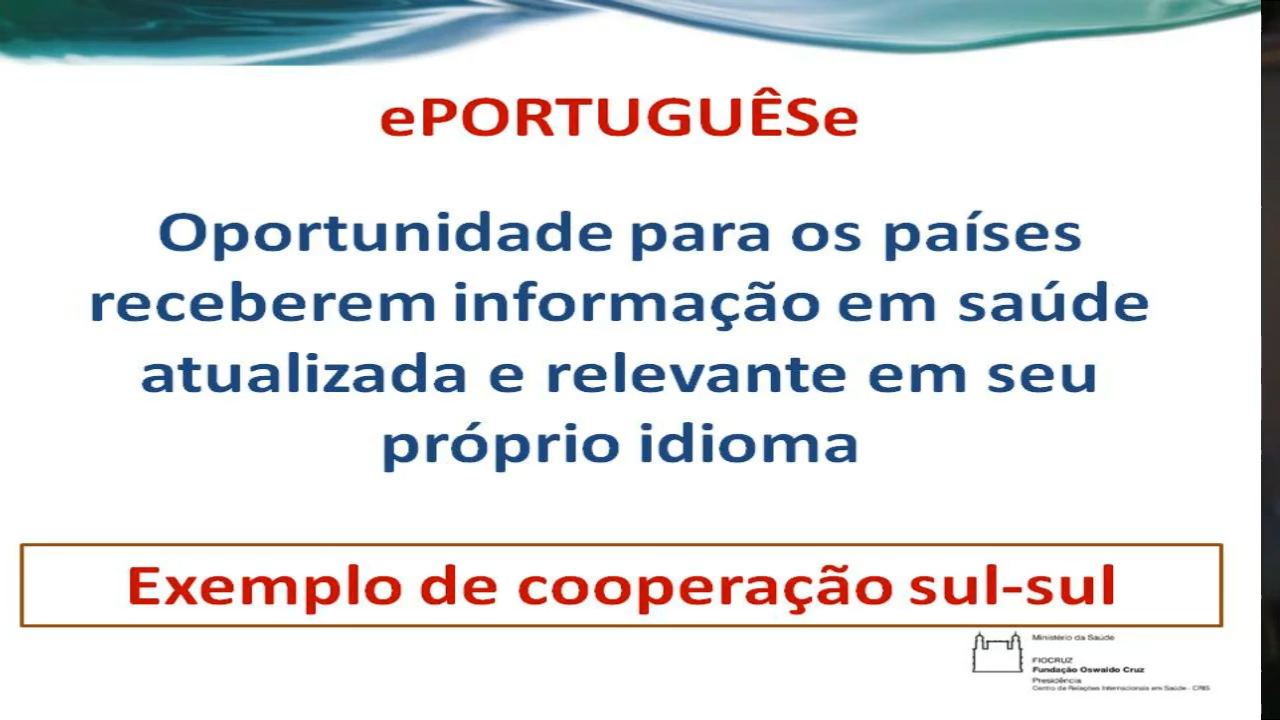 ePORTUGUÊSe
Oportunidade para os países
receberem informação em saúde
atualizada e relevante em seu
próprio idioma
Exemplo de cooperação sul-sul
Ministério da Saúde
FIOCRUZ
Fundação Oswaldo Cruz
Presidência
Centro de Relações Internacionais em Saúde - CRIS